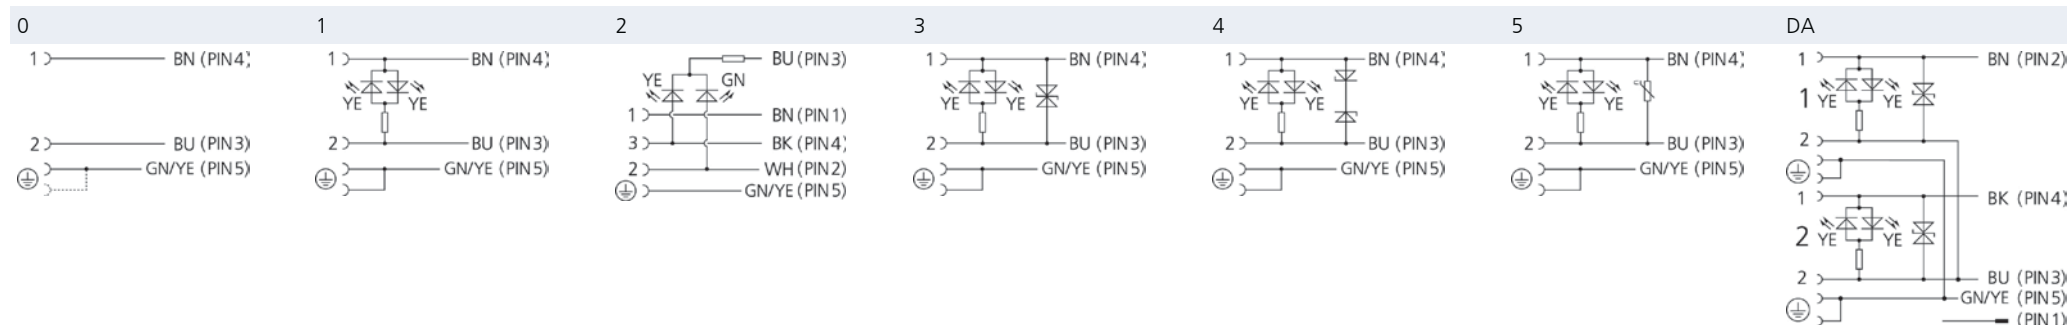 0 1 2 3 4 5 DA
1 BN (PIN4)
2 BU (PIN3)
GN/YE (PIN5)
1 BN (PIN4)
YE YE
2 BU (PIN3)
GN/YE (PIN5)
BU (PIN3)
YE GN
1 BN (PIN1)
3 BK (PIN4)
2 WH (PIN2)
GN/YE (PIN5)
1 BN (PIN4)
YE YE
2 BU (PIN3)
GN/YE (PIN5)
1 BN (PIN4)
YE YE
2 BU (PIN3)
GN/YE (PIN5)
1 BN (PIN4)
YE YE
2 BU (PIN3)
GN/YE (PIN5)
1 BN (PIN2)
1 YE YE
2
1 BK (PIN4)
2 YE YE
2 BU (PIN3)
GN/YE (PIN5)
(PIN1)